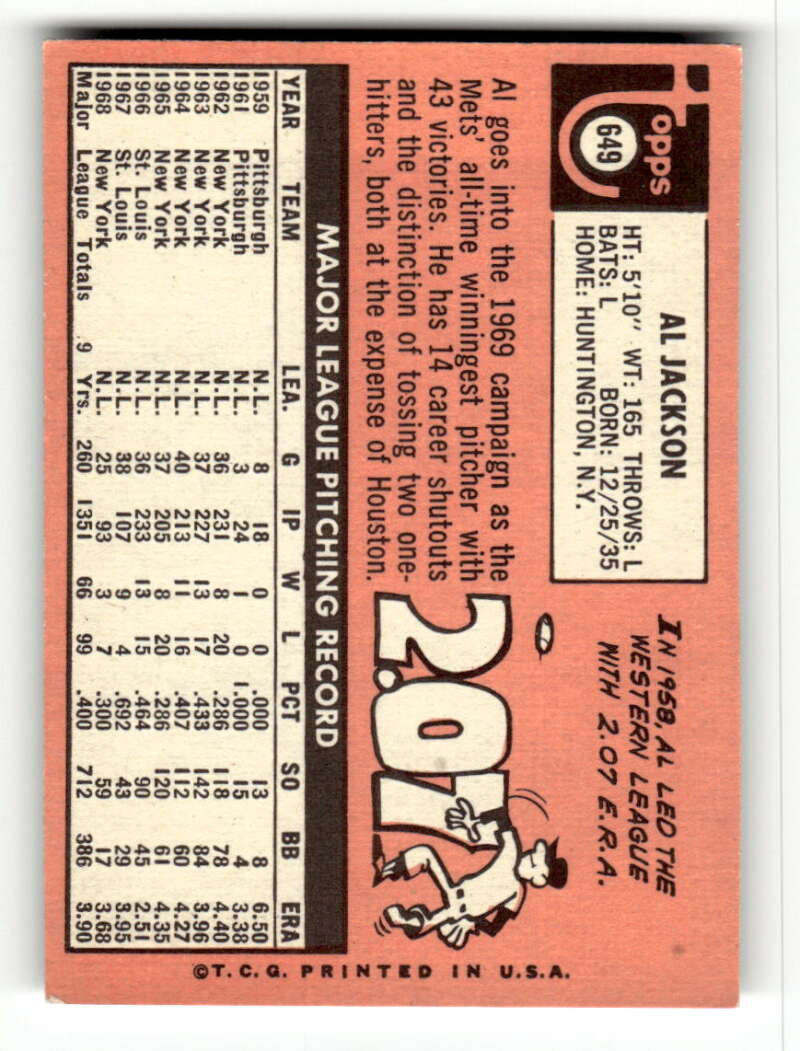 Topps
649
AL JACKSON
HT: 5'10" WT: 165 THROWS: L
BATS: L BORN: 12/25/35
HOME: HUNTINGTON, N.Y.
IN 1958, AL LED THE
WESTERN LEAGUE
WITH 2.07 E.R.A.
Al goes into the 1969 campaign as the
Mets' all-time winningest pitcher with
43 victories. He has 14 career shutouts
and the distinction of tossing two one-
hitters, both at the expense of Houston.
2.07
MAJOR LEAGUE PITCHING RECORD
YEAR TEAM LEA. G IP W L PCT SO BB ERA
1959 Pittsburgh N.L. 8 18 0 0 .000 13 8 6.50
1961 Pittsburgh N.L. 3 24 1 0 1.000 15 4 3.38
1962 New York N.L. 36 231 8 20 .286 118 78 4.40
1963 New York N.L. 37 227 13 17 .433 142 84 3.96
1964 New York N.L. 40 213 11 16 .407 112 60 4.27
1965 New York N.L. 37 205 8 20 .286 120 61 4.35
1966 St. Louis N.L. 36 233 13 15 .464 90 45 2.51
1967 St. Louis N.L. 38 107 9 4 .692 43 29 3.95
1968 New York N.L. 25 93 3 7 .300 59 17 3.68
Major League Totals 9 Yrs. 260 1351 66 99 .400 712 386 3.90
©T.C.G. PRINTED IN U.S.A.